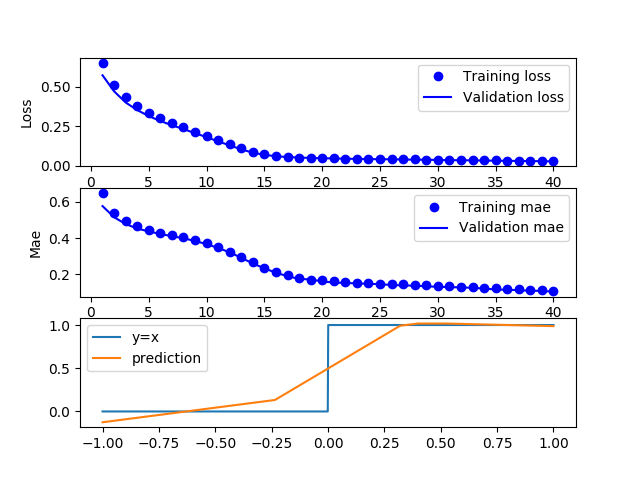 Loss
0.50
0.25
0.00
Training loss
Validation loss
0 5 10 15 20 25 30 35 40
Mae
0.6
0.4
0.2
Training mae
Validation mae
0 5 10 15 20 25 30 35 40
1.0
0.5
0.0
y=x
prediction
−1.00 −0.75 −0.50 −0.25 0.00 0.25 0.50 0.75 1.00